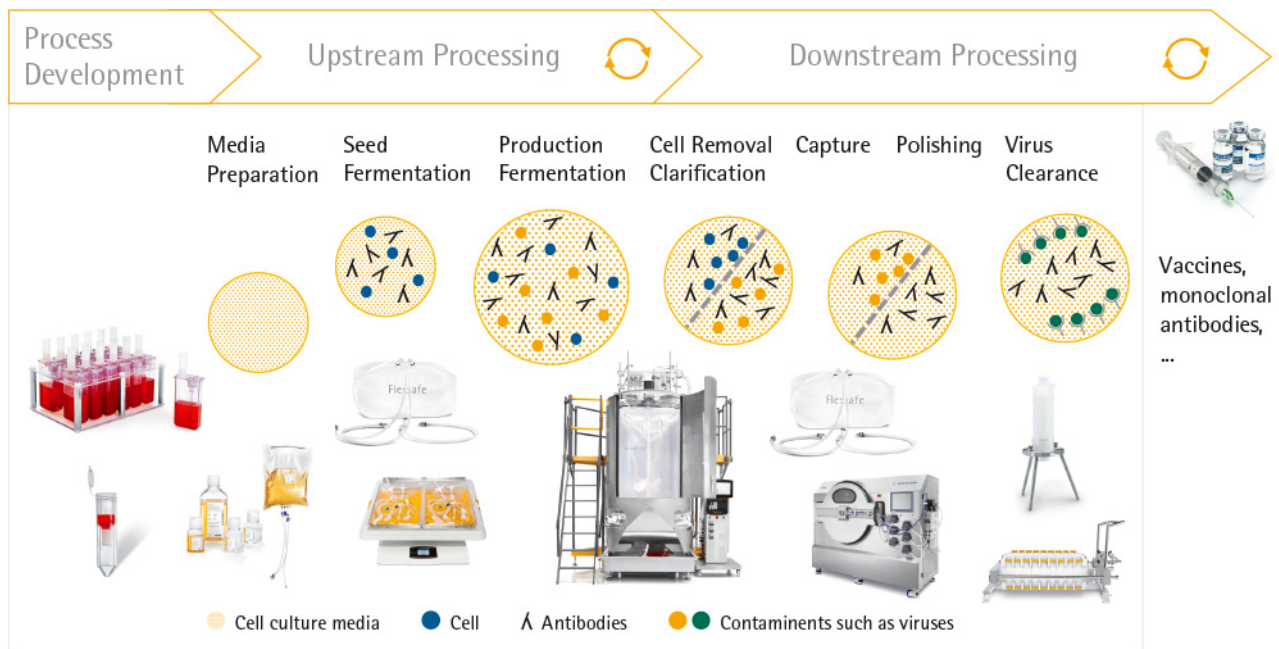 Process
Development
Upstream Processing
Downstream Processing
Media
Preparation
Seed
Fermentation
Production
Fermentation
Cell Removal
Clarification
Capture
Polishing
Virus
Clearance
Vaccines,
monoclonal
antibodies,
...
Flexsafe
Flexsafe
Cell culture media
Cell
Antibodies
Contaminents such as viruses